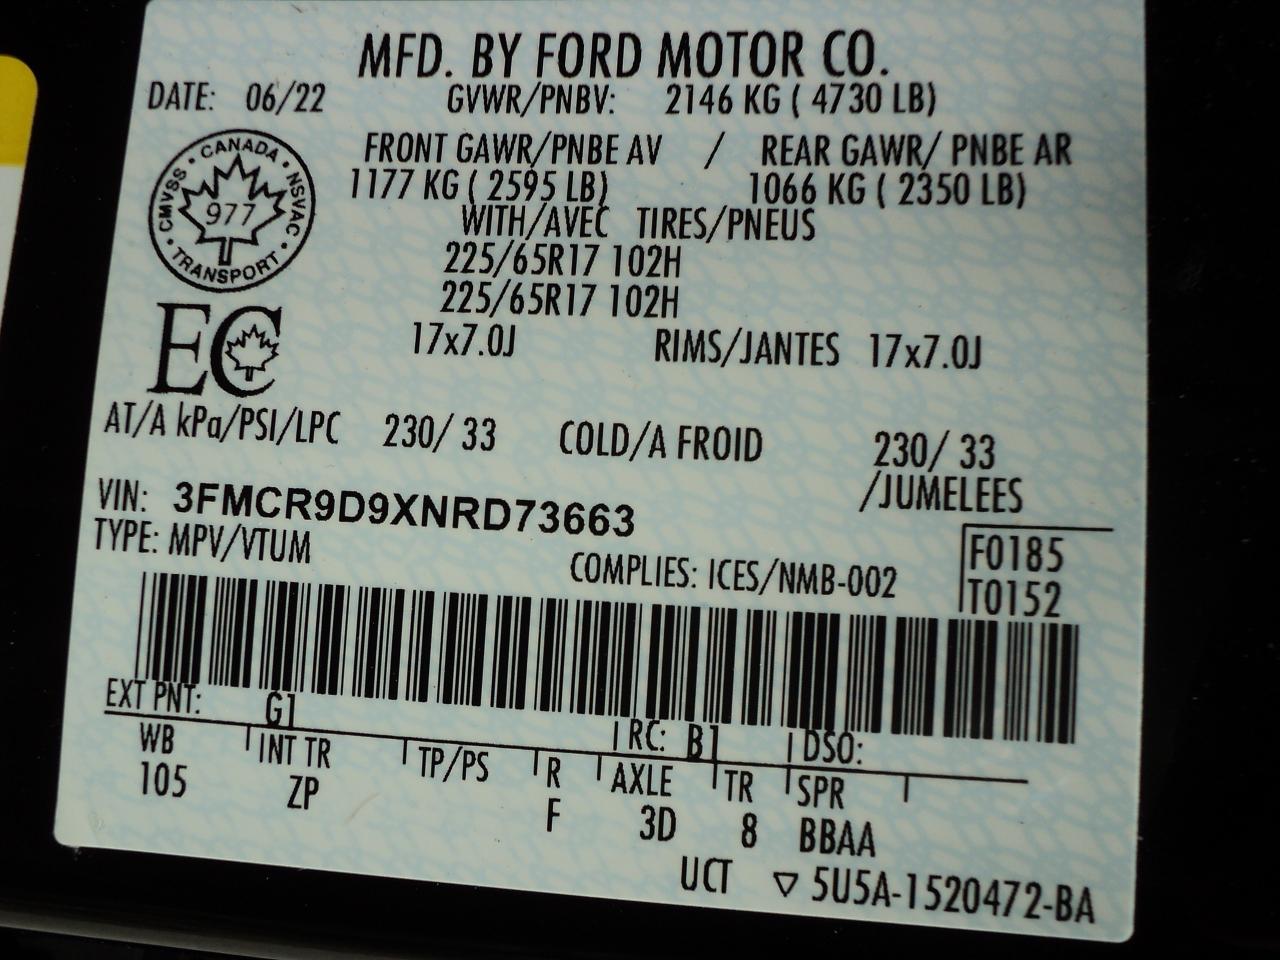 MFD. BY FORD MOTOR CO.
DATE: 06/22 GVWR/PNBV: 2146 KG ( 4730 LB)
FRONT GAWR/PNBE AV / REAR GAWR/ PNBE AR
1177 KG ( 2595 LB) 1066 KG ( 2350 LB)
WITH/AVEC TIRES/PNEUS
225/65R17 102H
225/65R17 102H
17x7.0J RIMS/JANTES 17x7.0J
CANADA • NSVAC • TRANSPORT • CMVSS •
977
EC
AT/A kPa/PSI/LPC 230/ 33 COLD/A FROID 230/ 33
/JUMELEES
VIN: 3FMCR9D9XNRD73663
TYPE: MPV/VTUM
COMPLIES: ICES/NMB-002
F0185
T0152
EXT PNT: G1 RC: B1 DSO:
WB INT TR TP/PS R AXLE TR SPR
105 ZP F 3D 8 BBAA
UCT ▽ 5U5A-1520472-BA